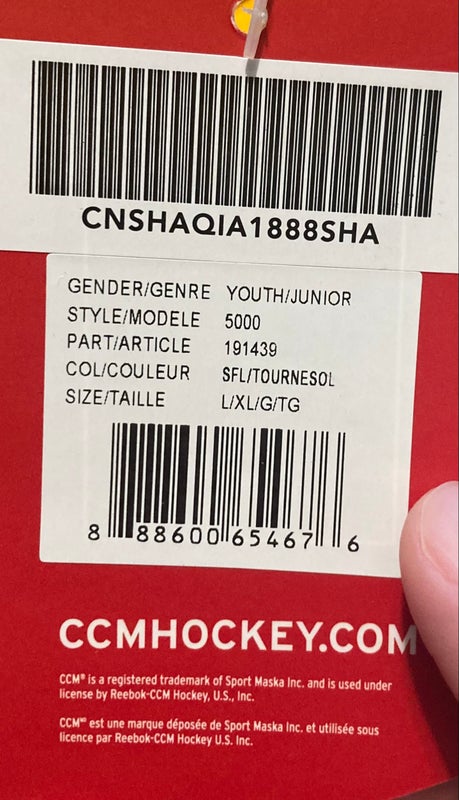 CNSHAQIA1888SHA
GENDER/GENRE YOUTH/JUNIOR
STYLE/MODELE 5000
PART/ARTICLE 191439
COL/COULEUR SFL/TOURNESOL
SIZE/TAILLE L/XL/G/TG
8 88600 65467 6
CCMHOCKEY.COM
CCM® is a registered trademark of Sport Maska Inc. and is used under
license by Reebok-CCM Hockey, U.S., Inc.
CCMᴹᴰ est une marque déposée de Sport Maska Inc. et utilisée sous
licence par Reebok-CCM Hockey U.S. Inc.